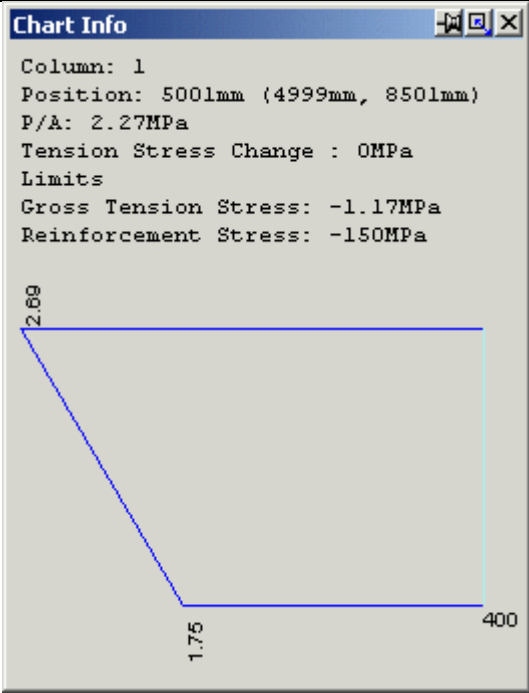 Chart Info
Column: 1
Position: 5001mm (4999mm, 8501mm)
P/A: 2.27MPa
Tension Stress Change : 0MPa
Limits
Gross Tension Stress: -1.17MPa
Reinforcement Stress: -150MPa
2.69
400
1.75